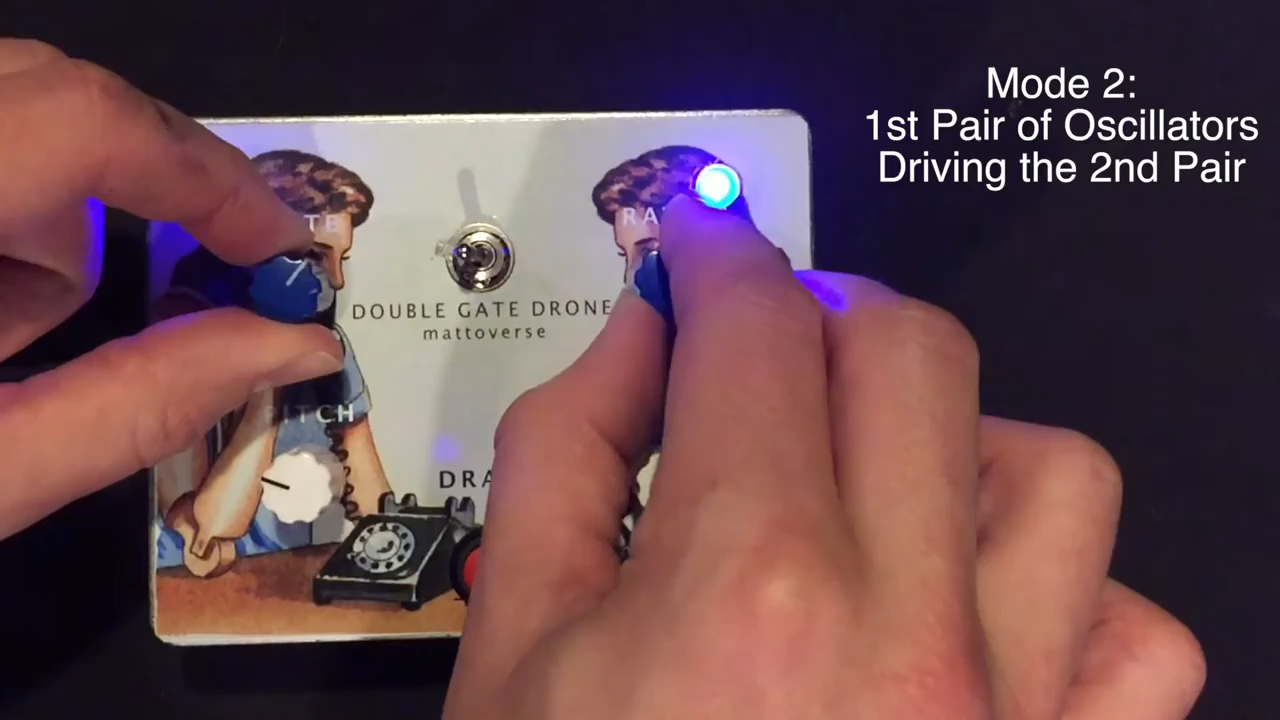 Mode 2:
1st Pair of Oscillators
Driving the 2nd Pair
DOUBLE GATE DRONE
mattoverse
PITCH